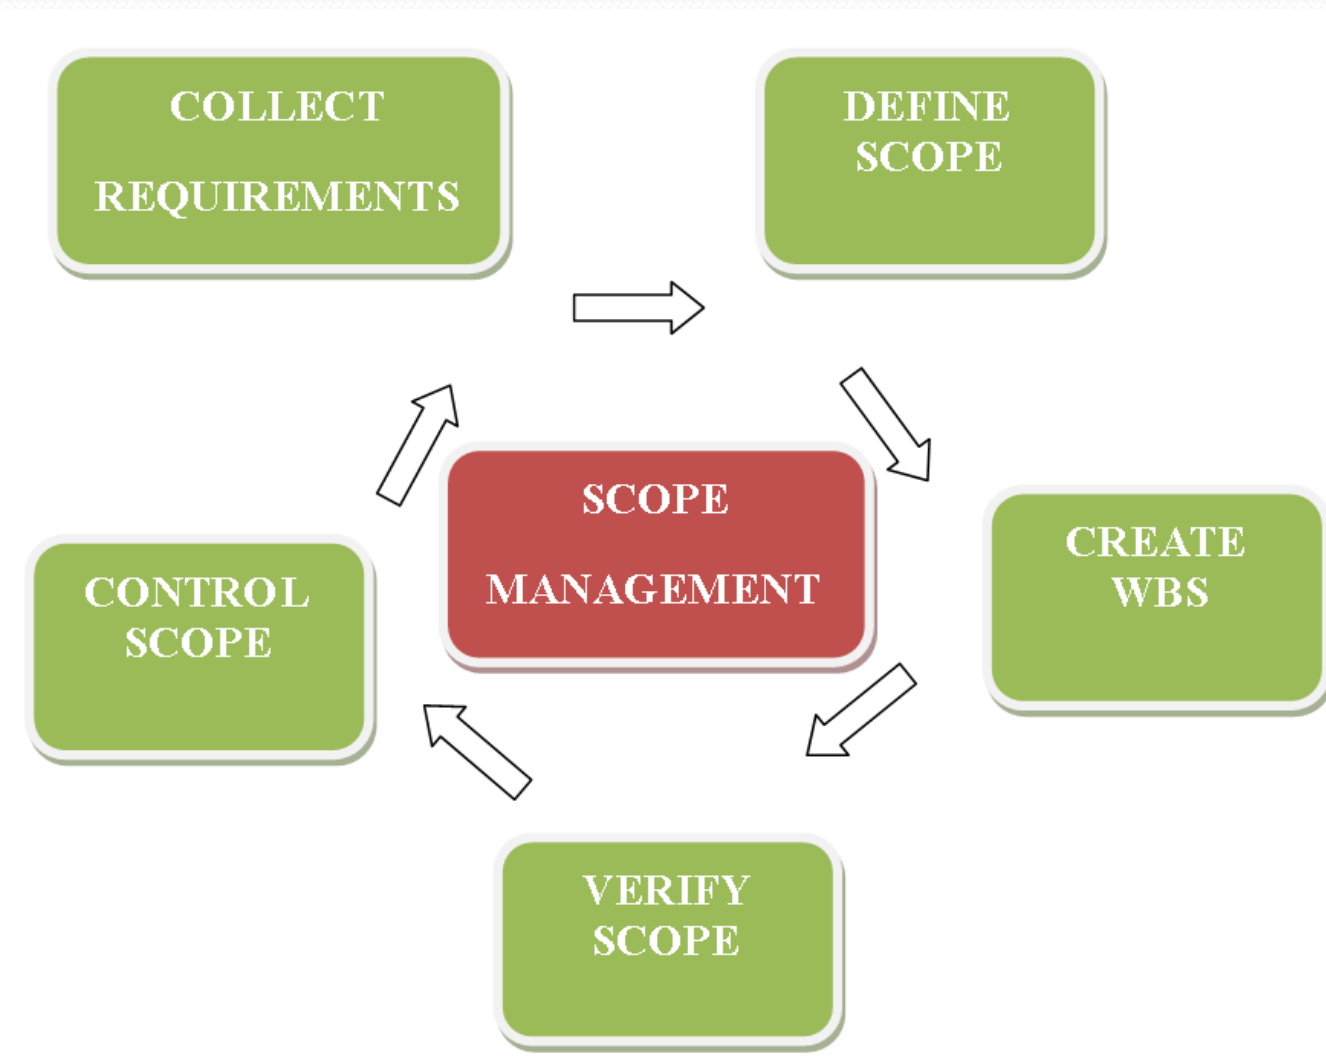 COLLECT
REQUIREMENTS
DEFINE
SCOPE
SCOPE
MANAGEMENT
CREATE
WBS
CONTROL
SCOPE
VERIFY
SCOPE